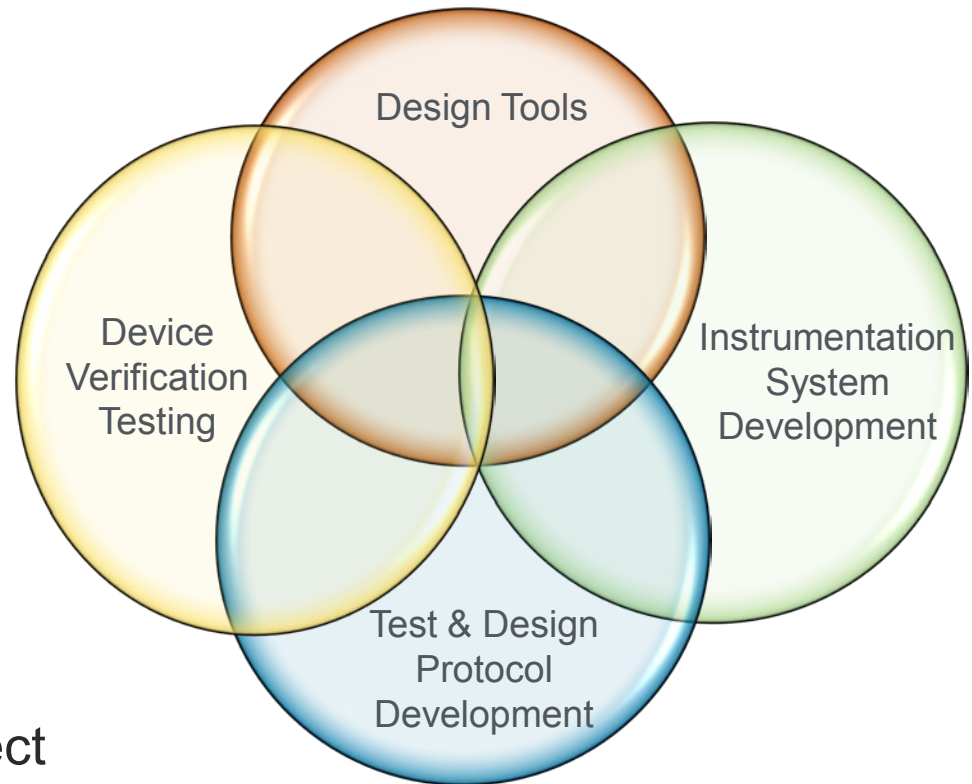 Design Tools
Device
Verification
Testing
Instrumentation
System
Development
Test & Design
Protocol
Development
ect